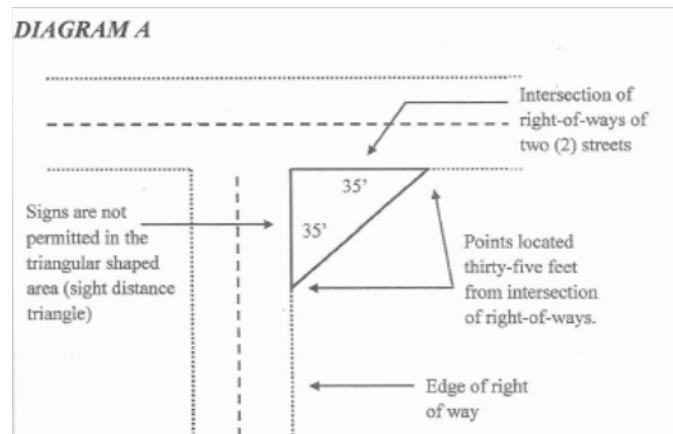 DIAGRAM A
Intersection of
right-of-ways of
two (2) streets
35'
Signs are not
permitted in the
triangular shaped
area (sight distance
triangle)
35'
Points located
thirty-five feet
from intersection
of right-of-ways.
Edge of right
of way